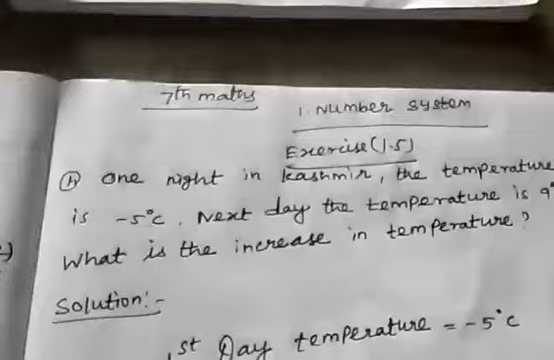 7th maths
1. Number system
Exercise (1.5)
① One night in Kashmir, the temperature
is -5°c. Next day the temperature is 9°
What is the increase in temperature?
Solution:-
1st Day temperature = -5°c